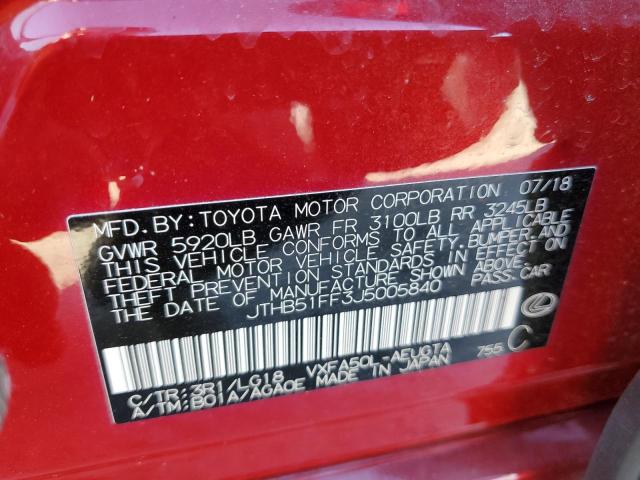 MFD. BY: TOYOTA MOTOR CORPORATION 07/18
GVWR 5920LB GAWR FR 3100LB RR 3245LB
THIS VEHICLE CONFORMS TO ALL APPLICABLE
FEDERAL MOTOR VEHICLE SAFETY, BUMPER, AND
THEFT PREVENTION STANDARDS IN EFFECT ON
THE DATE OF MANUFACTURE SHOWN ABOVE.
JTHB51FF3J5005840 PASS. CAR
C/TR: 3R1/LG18 VXFA50L-AEUGTA 755 C
A/TM: B01A/AGA0E MADE IN JAPAN